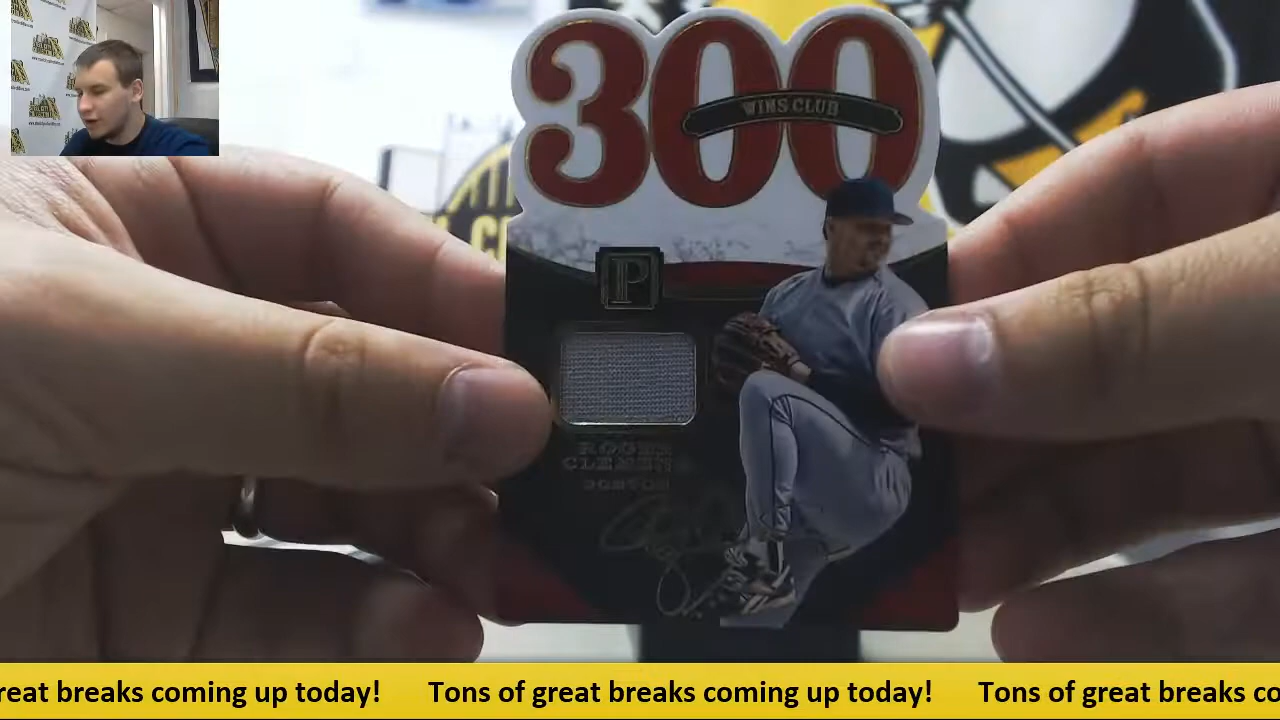 300
WINS CLUB
P
ROGER
CLEMENS
BOSTON
reat breaks coming up today! Tons of great breaks coming up today! Tons of great breaks co